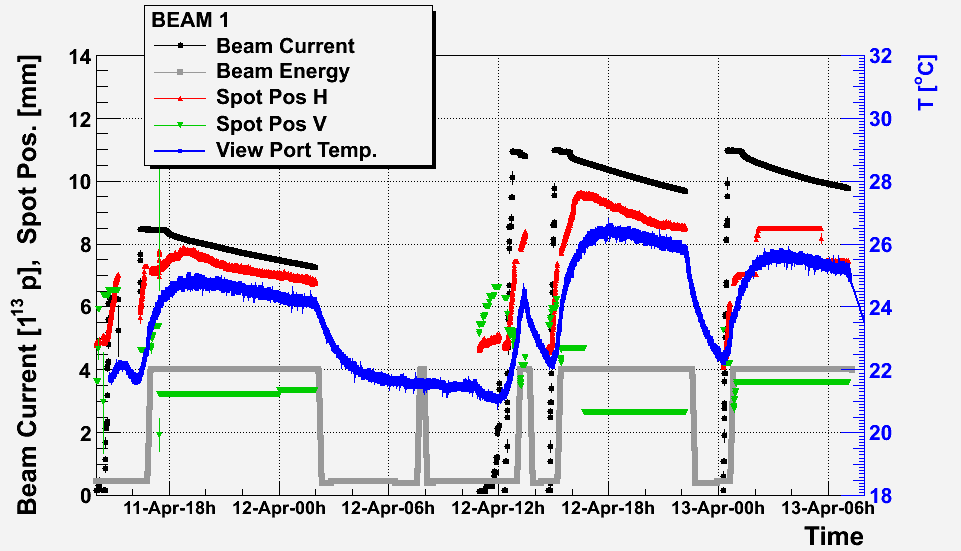 BEAM 1
Beam Current
Beam Energy
Spot Pos H
Spot Pos V
View Port Temp.
Beam Current [1¹³ p], Spot Pos. [mm]
14
12
10
8
6
4
2
0
T [°C]
32
30
28
26
24
22
20
18
11-Apr-18h 12-Apr-00h 12-Apr-06h 12-Apr-12h 12-Apr-18h 13-Apr-00h 13-Apr-06h
Time